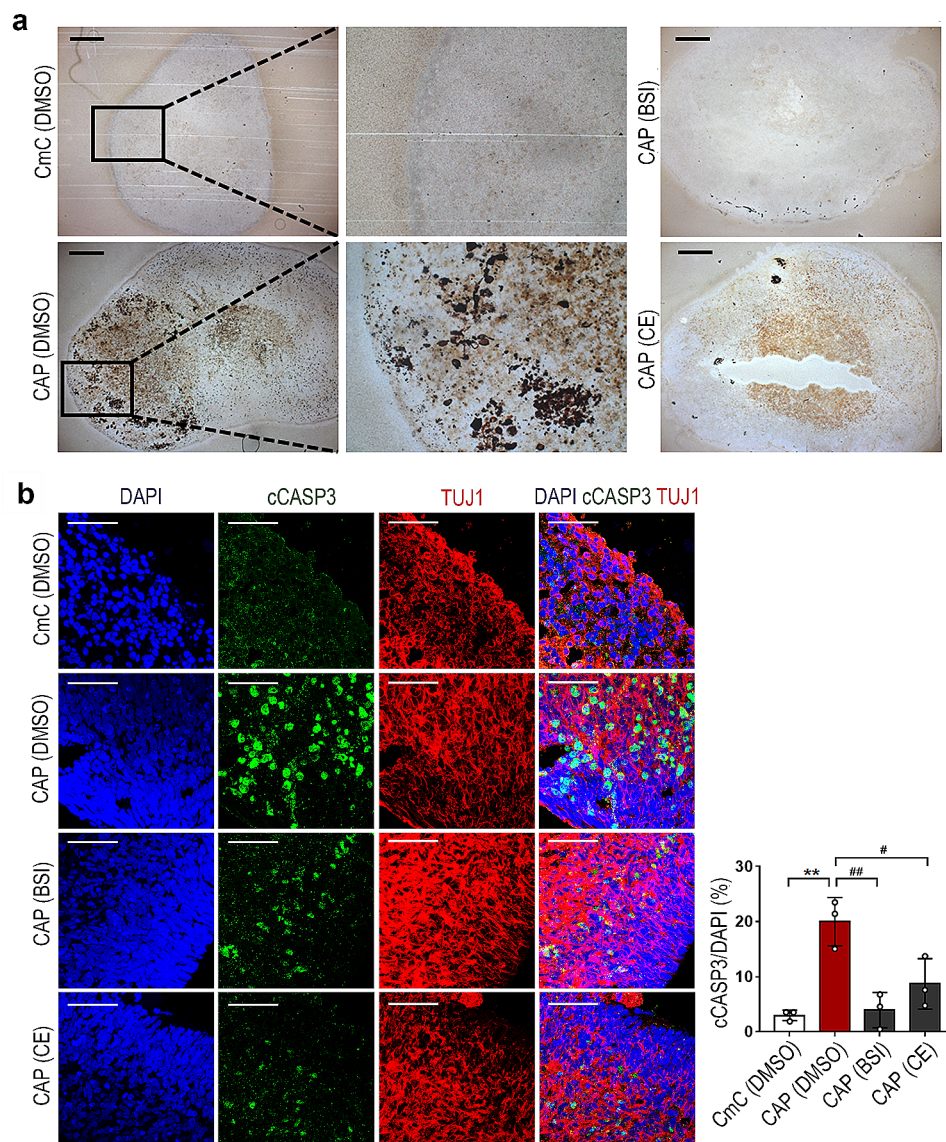 a
CmC (DMSO)
CAP (BSI)
CAP (DMSO)
CAP (CE)
b
DAPI cCASP3 TUJ1 DAPI cCASP3 TUJ1
CmC (DMSO)
CAP (DMSO)
CAP (BSI)
CAP (CE)
cCASP3/DAPI (%)
30
20
10
0
** ## #
CmC (DMSO)
CAP (DMSO)
CAP (BSI)
CAP (CE)